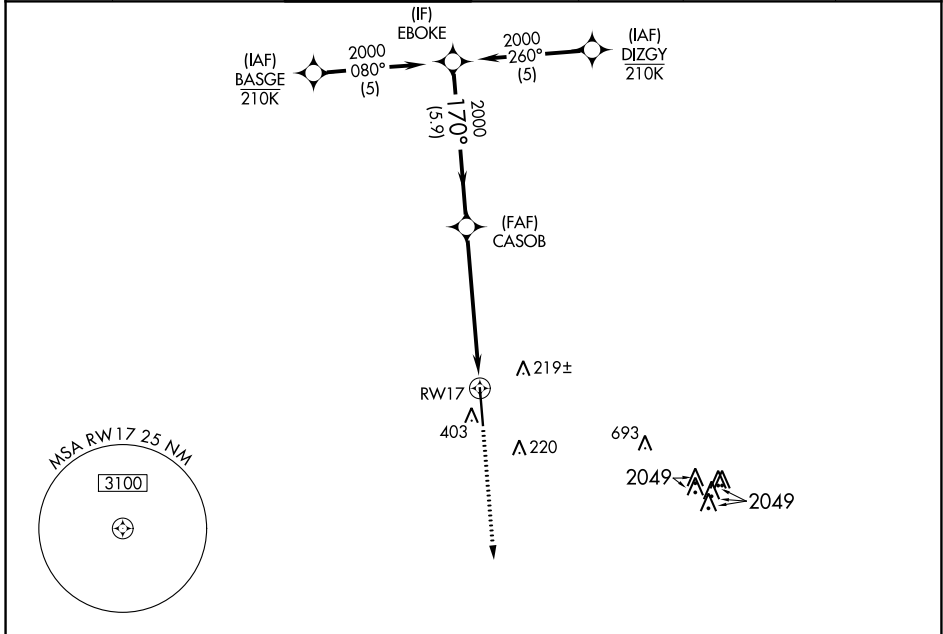 (IF)
EBOKE
(IAF)
BASGE
210K
2000
080°
(5)
2000
260°
(5)
(IAF)
DIZGY
210K
2000
170°
(5.9)
(FAF)
CASOB
219±
RW17
403
220
693
2049
2049
MSA RW17 25 NM
3100